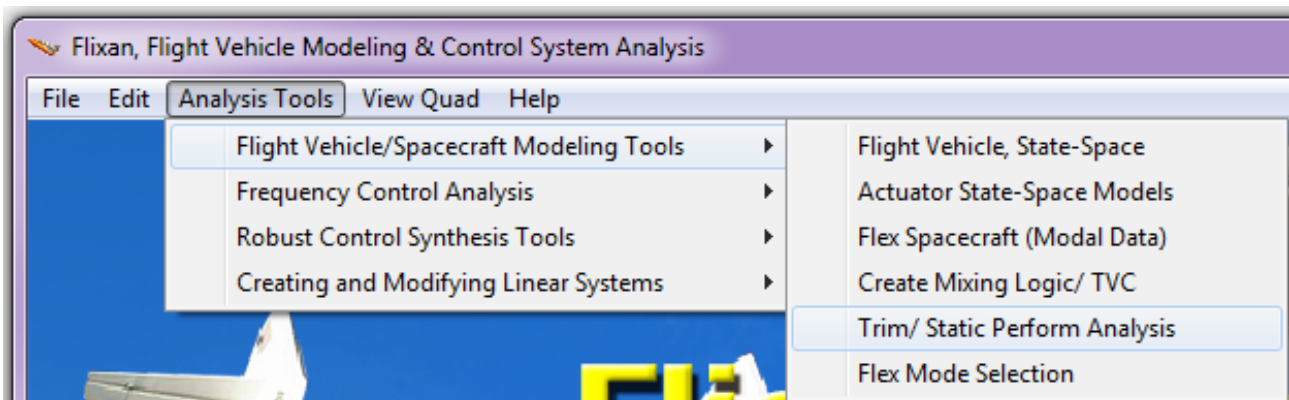 Flixan, Flight Vehicle Modeling & Control System Analysis
File Edit Analysis Tools View Quad Help
Flight Vehicle/Spacecraft Modeling Tools
Frequency Control Analysis
Robust Control Synthesis Tools
Creating and Modifying Linear Systems
Flight Vehicle, State-Space
Actuator State-Space Models
Flex Spacecraft (Modal Data)
Create Mixing Logic/ TVC
Trim/ Static Perform Analysis
Flex Mode Selection